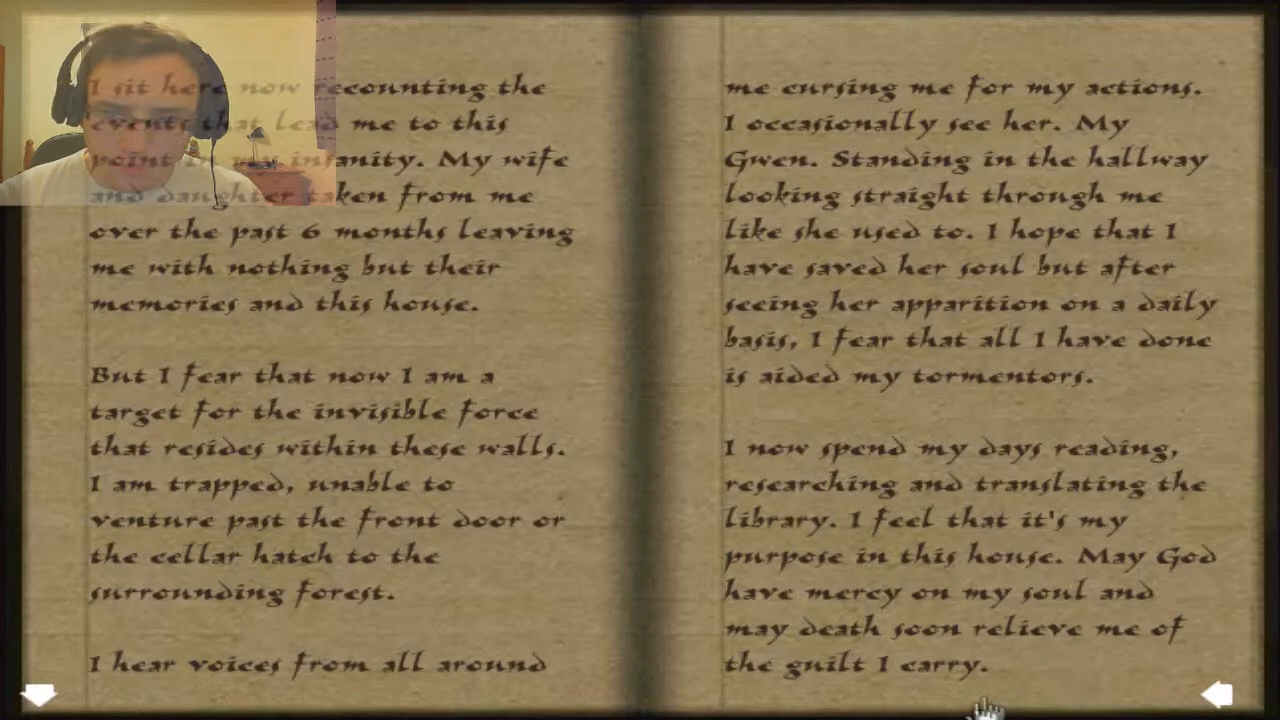 I sit here now recounting the
events that lead me to this
point in my insanity. My wife
and daughter taken from me
over the past 6 months leaving
me with nothing but their
memories and this house.
But I fear that now I am a
target for the invisible force
that resides within these walls.
I am trapped, unable to
venture past the front door or
the cellar hatch to the
surrounding forest.
I hear voices from all around
me cursing me for my actions.
I occasionally see her. My
Gwen. Standing in the hallway
looking straight through me
like she used to. I hope that I
have saved her soul but after
seeing her apparition on a daily
basis, I fear that all I have done
is aided my tormentors.
I now spend my days reading,
researching and translating the
library. I feel that it's my
purpose in this house. May God
have mercy on my soul and
may death soon relieve me of
the guilt I carry.